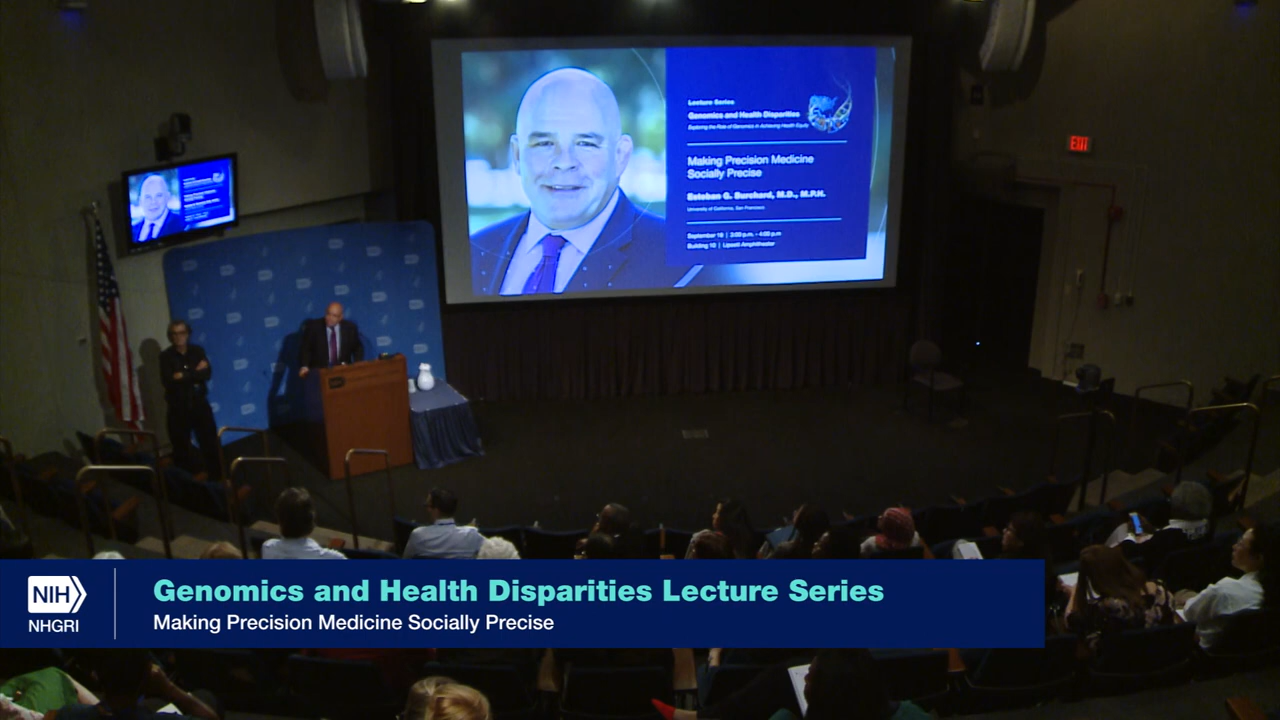 Lecture Series
Genomics and Health Disparities
Exploring the Role of Genomics in Achieving Health Equity
Making Precision Medicine
Socially Precise
Esteban G. Burchard, M.D., M.P.H.
University of California, San Francisco
September 19 | 3:00 p.m. - 4:00 p.m
Building 10 | Lipsett Amphitheater
EXIT
NIH
NHGRI
Genomics and Health Disparities Lecture Series
Making Precision Medicine Socially Precise